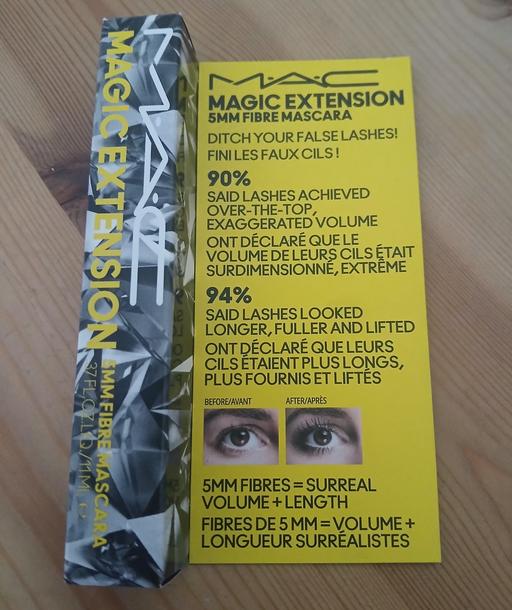 M·A·C
MAGIC EXTENSION
5MM FIBRE MASCARA
M·A·C
MAGIC EXTENSION
5MM FIBRE MASCARA
DITCH YOUR FALSE LASHES!
FINI LES FAUX CILS !
90%
SAID LASHES ACHIEVED
OVER-THE-TOP,
EXAGGERATED VOLUME
ONT DÉCLARÉ QUE LE
VOLUME DE LEURS CILS ÉTAIT
SURDIMENSIONNÉ, EXTRÊME
94%
SAID LASHES LOOKED
LONGER, FULLER AND LIFTED
ONT DÉCLARÉ QUE LEURS
CILS ÉTAIENT PLUS LONGS,
PLUS FOURNIS ET LIFTÉS
BEFORE/AVANT
AFTER/APRÈS
5MM FIBRES = SURREAL
VOLUME + LENGTH
FIBRES DE 5 MM = VOLUME +
LONGUEUR SURRÉALISTES